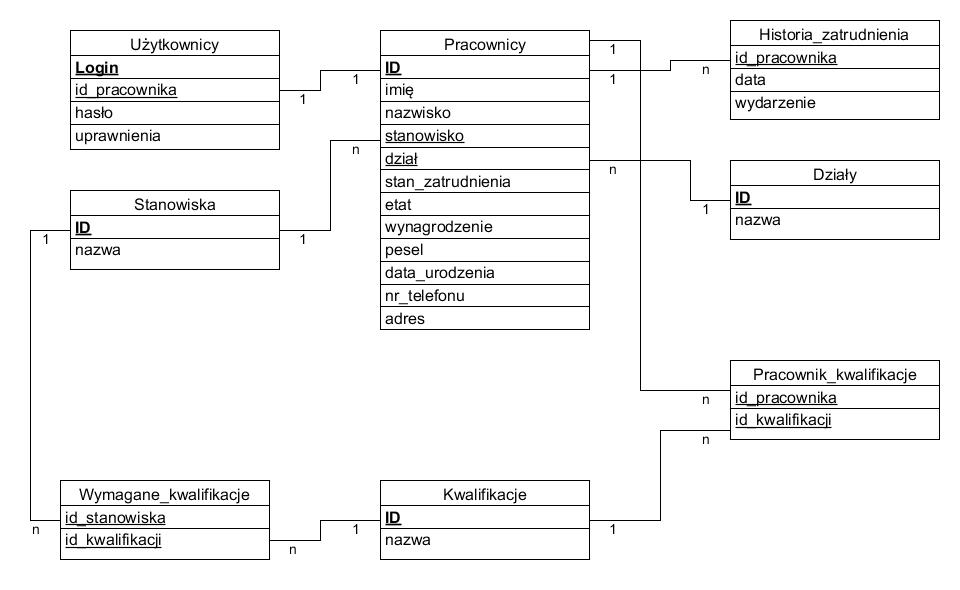 Użytkownicy
Login
id_pracownika
hasło
uprawnienia
1
Pracownicy
1
ID
imię
nazwisko
stanowisko
dział
stan_zatrudnienia
etat
wynagrodzenie
pesel
data_urodzenia
nr_telefonu
adres
n
1
1
n
Historia_zatrudnienia
id_pracownika
data
wydarzenie
n
Działy
ID
nazwa
1
Stanowiska
ID
nazwa
1
1
Pracownik_kwalifikacje
id_pracownika
id_kwalifikacji
n
n
Wymagane_kwalifikacje
id_stanowiska
id_kwalifikacji
n
n
Kwalifikacje
ID
nazwa
1
1